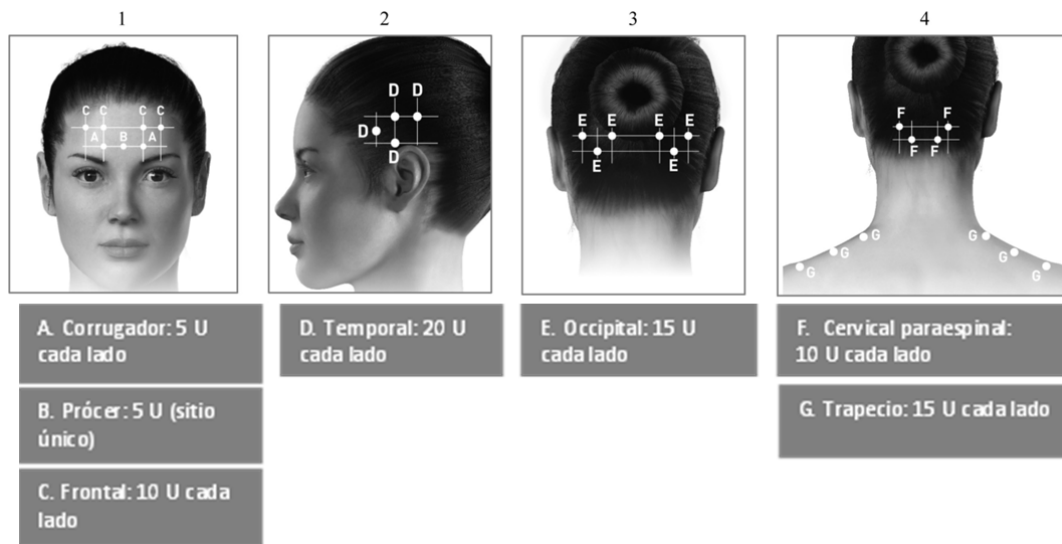 1
2
3
4
C C C C
A B A
D D
D
D
E E E E
E E
F F
F F
G G
G G
G G
A. Corrugador: 5 U
cada lado
B. Prócer: 5 U (sitio
único)
C. Frontal: 10 U cada
lado
D. Temporal: 20 U
cada lado
E. Occipital: 15 U
cada lado
F. Cervical paraespinal:
10 U cada lado
G. Trapecio: 15 U cada lado